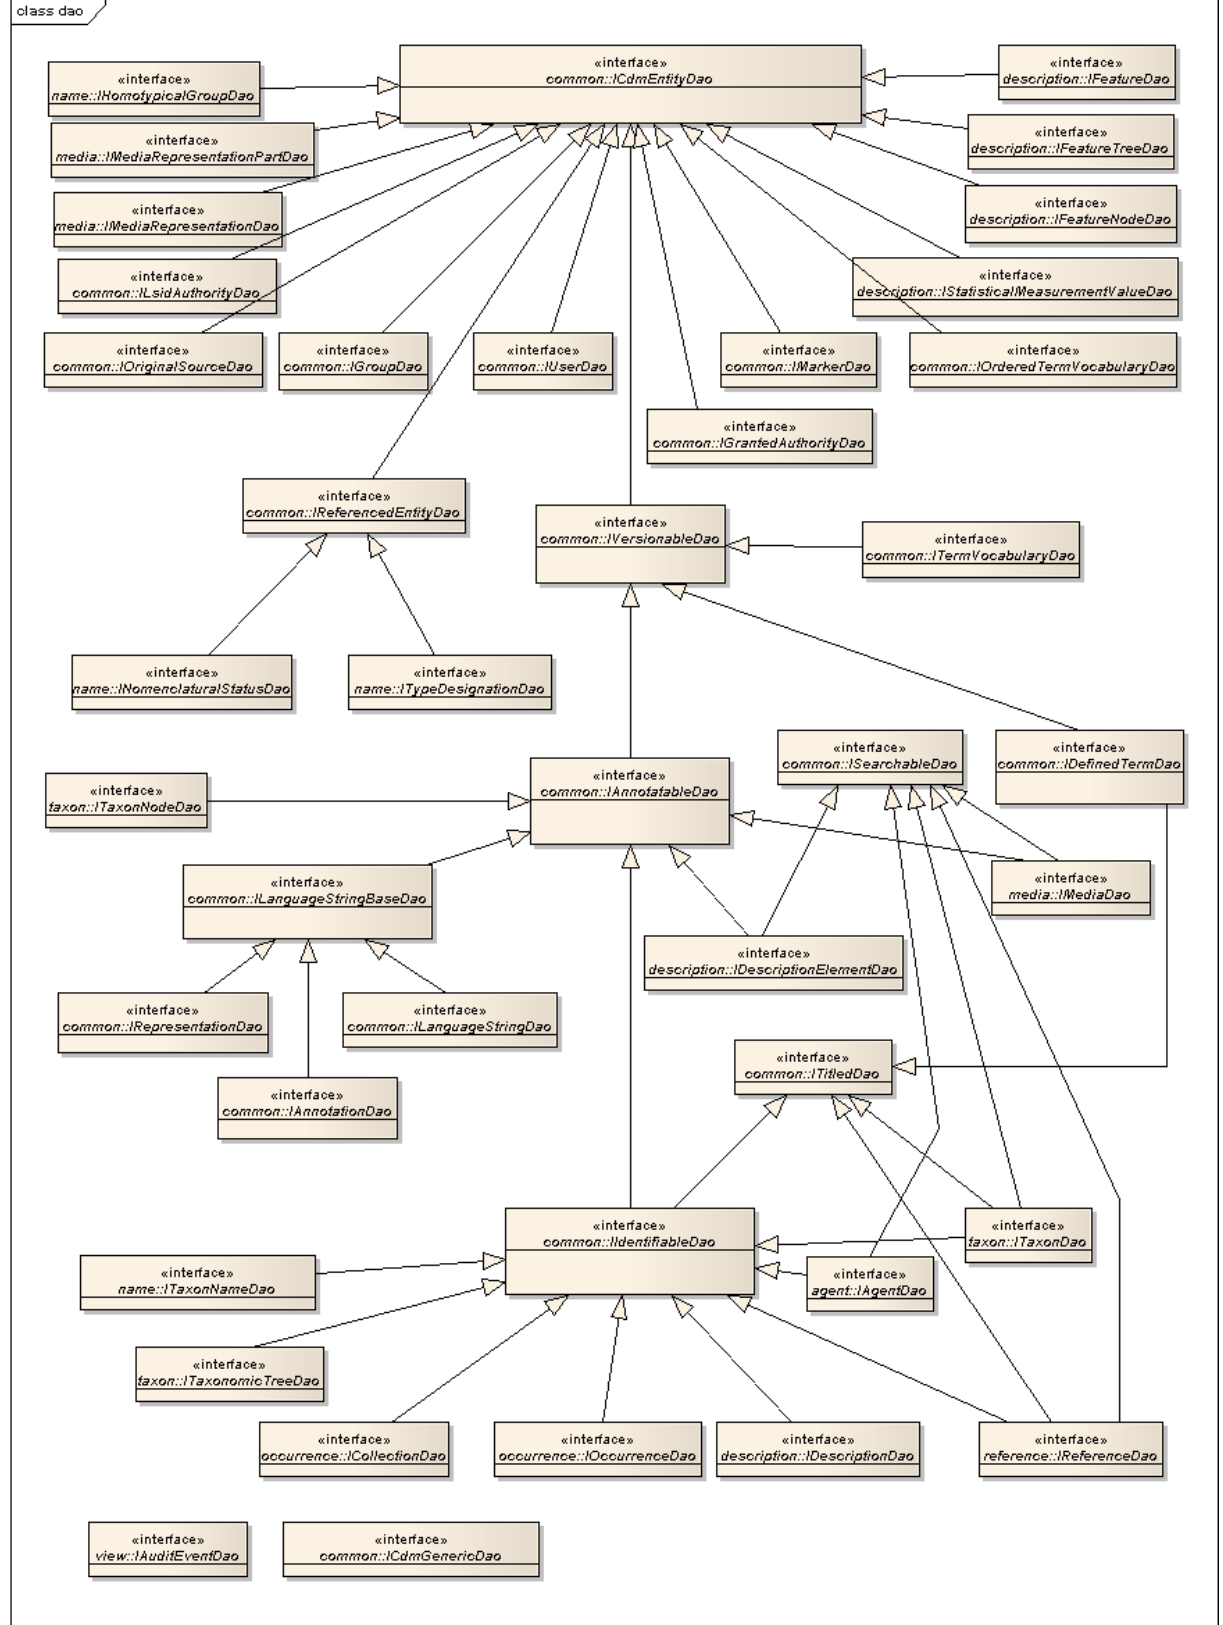 class dao
«interface»
common::ICdmEntityDao
«interface»
description::IFeatureDao
«interface»
name::IHomotypicalGroupDao
«interface»
description::IFeatureTreeDao
«interface»
media::IMediaRepresentationPartDao
«interface»
description::IFeatureNodeDao
«interface»
media::IMediaRepresentationDao
«interface»
common::ILsidAuthorityDao
«interface»
description::IStatisticalMeasurementValueDao
«interface»
common::IOriginalSourceDao
«interface»
common::IGroupDao
«interface»
common::IUserDao
«interface»
common::IMarkerDao
«interface»
common::IOrderedTermVocabularyDao
«interface»
common::IGrantedAuthorityDao
«interface»
common::IReferencedEntityDao
«interface»
common::IVersionableDao
«interface»
common::ITermVocabularyDao
«interface»
name::INomenclaturalStatusDao
«interface»
name::ITypeDesignationDao
«interface»
common::ISearchableDao
«interface»
common::IDefinedTermDao
«interface»
taxon::ITaxonNodeDao
«interface»
common::IAnnotatableDao
«interface»
common::ILanguageStringBaseDao
«interface»
media::IMediaDao
«interface»
description::IDescriptionElementDao
«interface»
common::IRepresentationDao
«interface»
common::ILanguageStringDao
«interface»
common::ITitledDao
«interface»
common::IAnnotationDao
«interface»
common::IIdentifiableDao
«interface»
taxon::ITaxonDao
«interface»
name::ITaxonNameDao
«interface»
agent::IAgentDao
«interface»
taxon::ITaxonomicTreeDao
«interface»
occurrence::ICollectionDao
«interface»
occurrence::IOccurrenceDao
«interface»
description::IDescriptionDao
«interface»
reference::IReferenceDao
«interface»
view::IAuditEventDao
«interface»
common::ICdmGenericDao